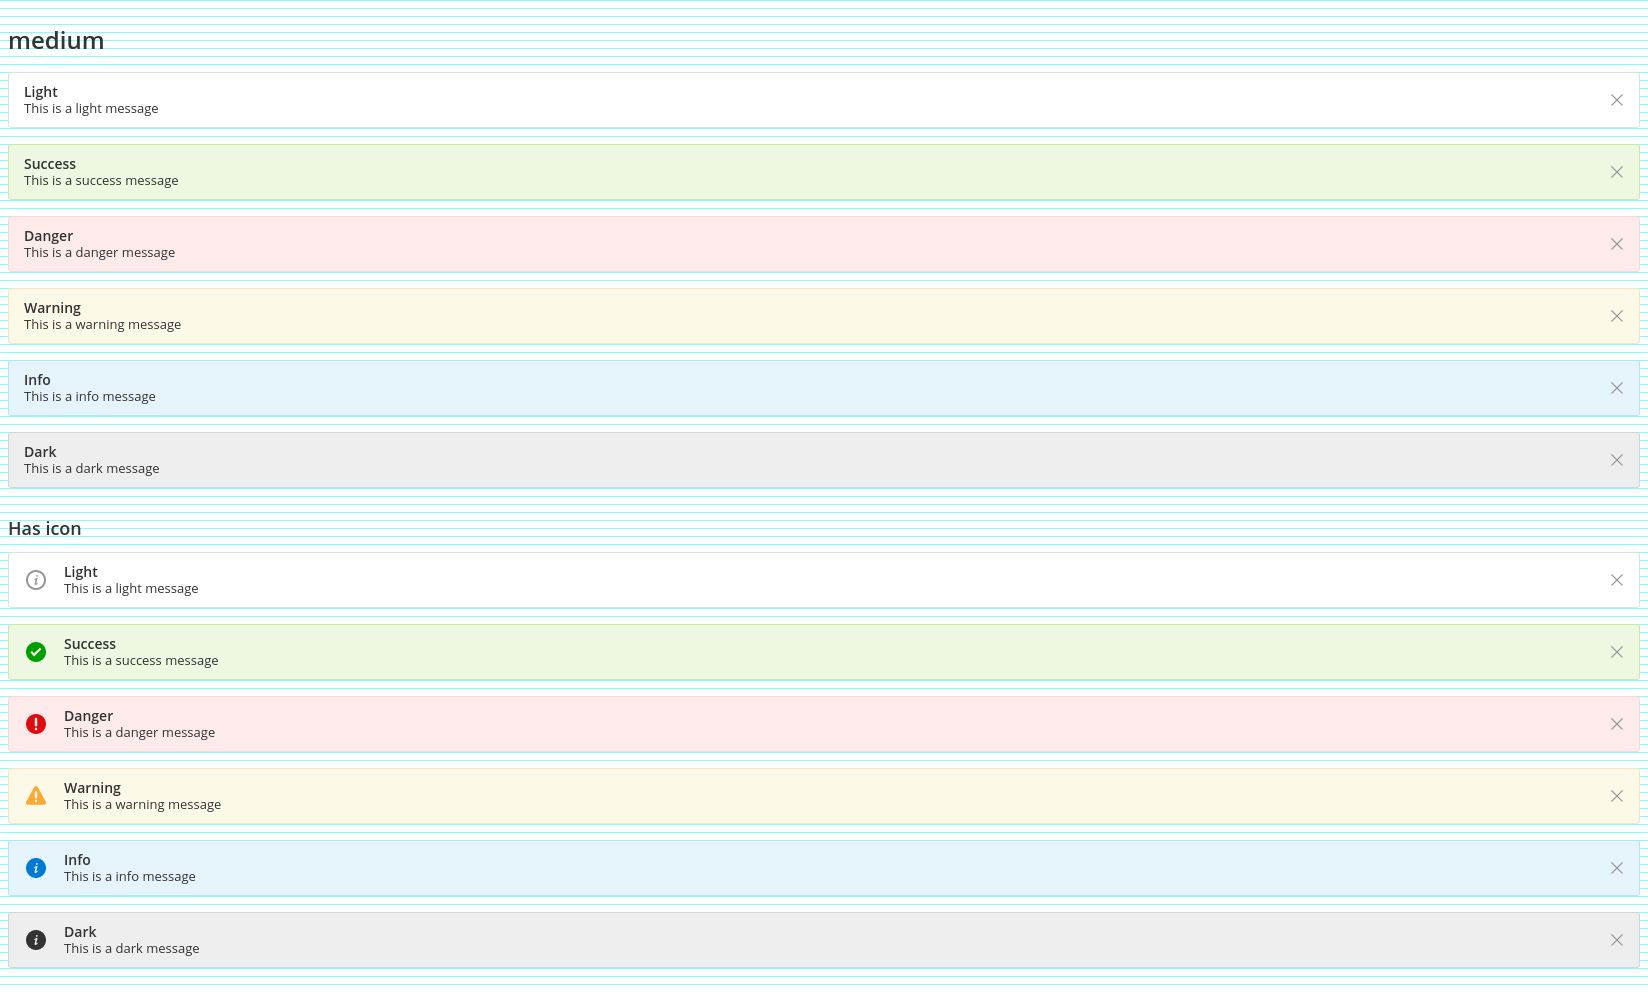 medium
Light
This is a light message
Success
This is a success message
Danger
This is a danger message
Warning
This is a warning message
Info
This is a info message
Dark
This is a dark message
Has icon
Light
This is a light message
Success
This is a success message
Danger
This is a danger message
Warning
This is a warning message
Info
This is a info message
Dark
This is a dark message